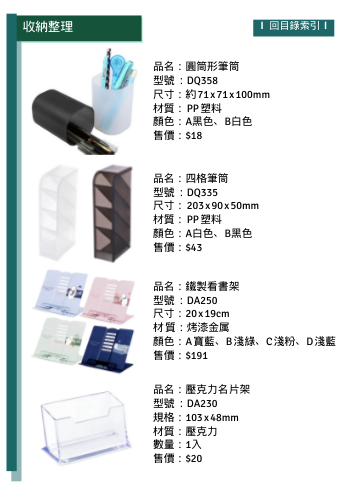 收納整理
回目錄索引
品名：圓筒形筆筒
型號：DQ358
尺寸：約71x71x100mm
材質：PP塑料
顏色：A黑色、B白色
售價：$18
品名：四格筆筒
型號：DQ335
尺寸：203x90x50mm
材質：PP塑料
顏色：A白色、B黑色
售價：$43
品名：鐵製看書架
型號：DA250
尺寸：20x19cm
材質：烤漆金属
顏色：A寶藍、B淺綠、C淺粉、D淺藍
售價：$191
品名：壓克力名片架
型號：DA230
規格：103x48mm
材質：壓克力
數量：1入
售價：$20